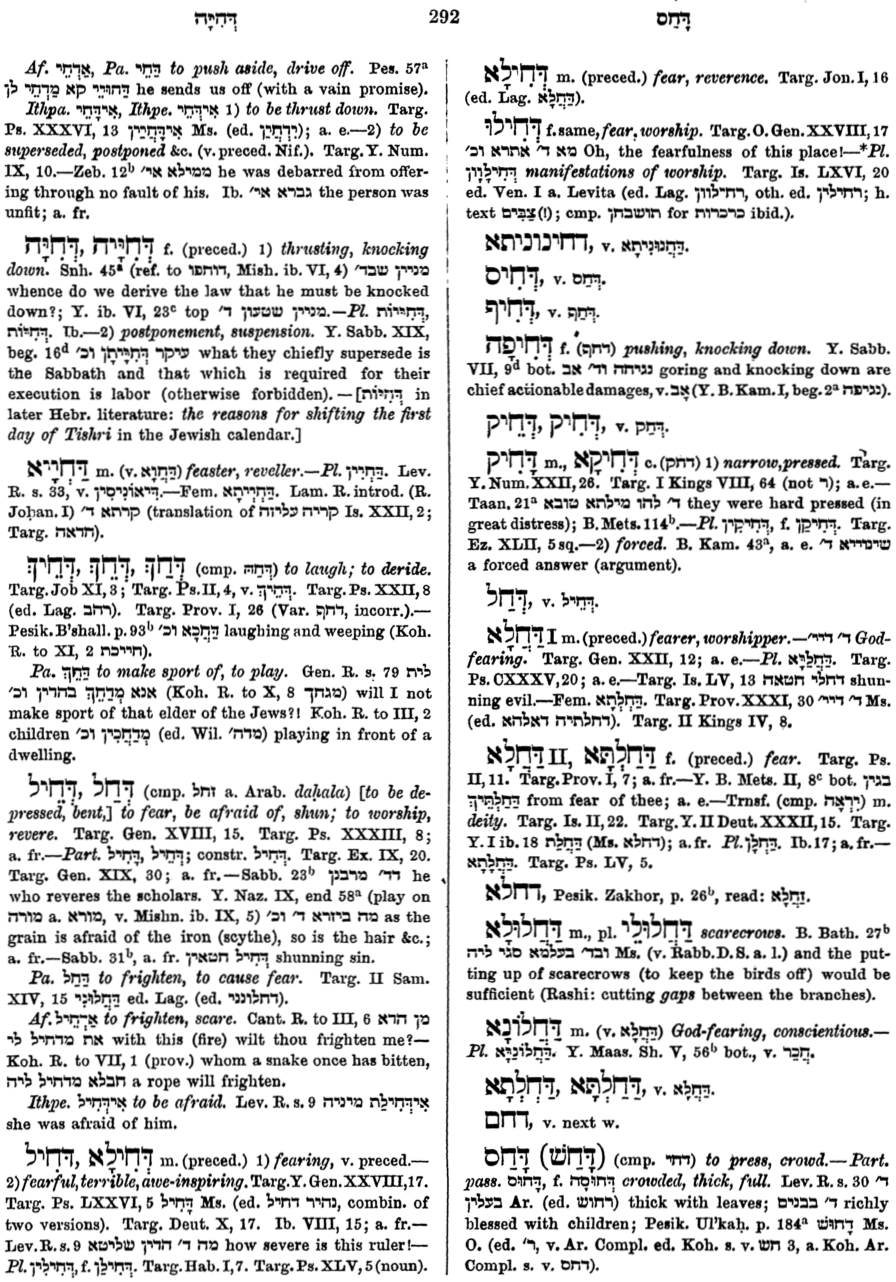 דְּחִיָּה 292 דָּחַס
Af. אַדְחֵי, Pa. דַּחֵי to push aside, drive off. Pes. 57ᵃ
דַּחוּיֵי קא מַדְחֵי לן he sends us off (with a vain promise).
Ithpa. אִידַּחֵי, Ithpe. אִידְּחֵי 1) to be thrust down. Targ.
Ps. XXXVI, 13 אִידָּחִיאוּ Ms. (ed. יִדְחֲיָן); a. e.—2) to be
superseded, postponed &c. (v. preced. Nif.). Targ. Y. Num.
IX, 10.—Zeb. 12ᵇ ממילא אי׳ he was debarred from offer-
ing through no fault of his. Ib. גברא אי׳ the person was
unfit; a. fr.
דְּחִיָּיה, דְּחִיָּה f. (preced.) 1) thrusting, knocking
down. Snh. 45ᵃ (ref. to דוחפו, Mish. ib. VI, 4) מניין שבד׳
whence do we derive the law that he must be knocked
down?; Y. ib. VI, 23ᶜ top מניין שטעון ד׳.—Pl. דְּחִיּוֹת,
דְּחִיּוֹת. Ib.—2) postponement, suspension. Y. Sabb. XIX,
beg. 16ᵈ עיקר דְּחִיָּיתָן וכ׳ what they chiefly supersede is
the Sabbath and that which is required for their
execution is labor (otherwise forbidden). — [דְּחִיּוֹת in
later Hebr. literature: the reasons for shifting the first
day of Tishri in the Jewish calendar.]
דַּחְיָיא m. (v. דַּחֲוָא) feaster, reveller.—Pl. דַּחְיָין. Lev.
R. s. 33, v. דִּיאוֹנִיסִין.—Fem. דַּחְיְיתָא. Lam. R. introd. (R.
Joḥan. I) קרתא ד׳ (translation of קריה עליזה Is. XXII, 2;
Targ. חדאה).
דְּחַךְ, דְּחֵךְ, דְּחֵיךְ (cmp. דְּחָה) to laugh; to deride.
Targ. Job XI, 3; Targ. Ps. II, 4, v. דְּחֵיךְ. Targ. Ps. XXII, 8
(ed. Lag. רחב). Targ. Prov. I, 26 (Var. דחף, incorr.).—
Pesik. B'shall. p. 93ᵇ דַּחֲכָא וכ׳ laughing and weeping (Koh.
R. to XI, 2 חייכת).
Pa. דַּחֵךְ to make sport of, to play. Gen. R. s. 79 לית
אנא מְדַחֵךְ בהדין וכ׳ (Koh. R. to X, 8 מגחך) will I not
make sport of that elder of the Jews?! Koh. R. to III, 2
children מְדַחֲכִין וכ׳ (ed. Wil. מדה׳) playing in front of a
dwelling.
דְּחַל, דְּחֵיל (cmp. זחל a. Arab. daḥala) [to be de-
pressed, bent,] to fear, be afraid of, shun; to worship,
revere. Targ. Gen. XVIII, 15. Targ. Ps. XXXIII, 8;
a. fr.—Part. דָּחֵיל, דָּחִיל; constr. דְּחִיל. Targ. Ex. IX, 20.
Targ. Gen. XIX, 30; a. fr.—Sabb. 23ᵇ דד׳ מרבנן he
who reveres the scholars. Y. Naz. IX, end 58ᵃ (play on
מורה a. מורא, v. Mishn. ib. IX, 5) מה ביזרא ד׳ וכ׳ as the
grain is afraid of the iron (scythe), so is the hair &c.;
a. fr.—Sabb. 31ᵇ, a. fr. דְּחִיל חטאין shunning sin.
Pa. דַּחֵל to frighten, to cause fear. Targ. II Sam.
XIV, 15 דַּחֲלוּנִי ed. Lag. (ed. דחלונני).
Af. אַדְחֵיל to frighten, scare. Cant. R. to III, 6 מן הדא
את מדחיל לי with this (fire) wilt thou frighten me?—
Koh. R. to VII, 1 (prov.) whom a snake once has bitten,
חבלא מדחיל ליה a rope will frighten.
Ithpe. אִידְּחִיל to be afraid. Lev. R. s. 9 אִידְּחִילַת מיניה
she was afraid of him.
דְּחִיל, דְּחִילָא m. (preced.) 1) fearing, v. preced.—
2) fearful, terrible, awe-inspiring. Targ. Y. Gen. XXVIII, 17.
Targ. Ps. LXXVI, 5 דָּחִיל Ms. (ed. נהיר דחיל, combin. of
two versions). Targ. Deut. X, 17. Ib. VIII, 15; a. fr.—
Lev. R. s. 9 מה ד׳ הדין שליטא how severe is this ruler!—
Pl. דְּחִילִין, f. דְּחִילָן. Targ. Hab. I, 7. Targ. Ps. XLV, 5 (noun).
דְּחִילָא m. (preced.) fear, reverence. Targ. Jon. I, 16
(ed. Lag. דַּחֲלָא).
דְּחִילוּ f. same, fear, worship. Targ. O. Gen. XXVIII, 17
מא ד׳ אתרא וכ׳ Oh, the fearfulness of this place!—*Pl.
דְּחִילָוָן manifestations of worship. Targ. Is. LXVI, 20
ed. Ven. I a. Levita (ed. Lag. רחילוון, oth. ed. רחילין; h.
text צַבִּים (!); cmp. תושבחן for כרכרות ibid.).
דחינוניתא, v. דַּחֲנוּנִיתָא.
דְּחִיס, v. דחס.
דְּחִיף, v. דְּחַף.
דְּחִיפָה f. (דחף) pushing, knocking down. Y. Sabb.
VII, 9ᵈ bot. נגיחה וד׳ אב goring and knocking down are
chief actionable damages, v. אָב (Y. B. Kam. I, beg. 2ᵃ נגיפה).
דְּחִיק, דְּחֵיק, v. דְּחַק.
דָּחִיק m., דְּחִיקָא c. (דחק) 1) narrow, pressed. Targ.
Y. Num. XXII, 26. Targ. I Kings VIII, 64 (not ר); a. e.—
Taan. 21ᵃ ד׳ להו מילתא טובא they were hard pressed (in
great distress); B. Mets. 114ᵇ.—Pl. דְּחִיקִין, f. דְּחִיקָן. Targ.
Ez. XLII, 5 sq.—2) forced. B. Kam. 43ᵃ, a. e. שינוייא ד׳
a forced answer (argument).
דְּחַל, v. דְּחֵיל.
דַּחֲלָא I m. (preced.) fearer, worshipper.—ד׳ דייי׳ God-
fearing. Targ. Gen. XXII, 12; a. e.—Pl. דַּחֲלַיָּא. Targ.
Ps. CXXXV, 20; a. e.—Targ. Is. LV, 13 דחלי חטאה shun-
ning evil.—Fem. דַּחְלְתָּא. Targ. Prov. XXXI, 30 ד׳ דייי׳ Ms.
(ed. דחלתיה דאלהא). Targ. II Kings IV, 8.
דַּחֲלָא II, דַּחַלְתָּא f. (preced.) fear. Targ. Ps.
II, 11. Targ. Prov. I, 7; a. fr.—Y. B. Mets. II, 8ᶜ bot. בגין
דַּחֲלָתֵיךְ from fear of thee; a. e.—Trnsf. (cmp. יִרְאָה) m.
deity. Targ. Is. II, 22. Targ. Y. II Deut. XXXII, 15. Targ.
Y. I ib. 18 דַּחֲלַת (Ms. דחלא); a. fr. Pl. דַּחֲלָן. Ib. 17; a. fr.—
דַּחֲלָתָא. Targ. Ps. LV, 5.
דחלא, Pesik. Zakhor, p. 26ᵇ, read: זַחֲלָא.
דַּחֲלוּלָא m., pl. דַּחֲלוּלֵי scarecrows. B. Bath. 27ᵇ
ובד׳ בעלמא סגי ליה Ms. (v. Rabb. D. S. a. l.) and the put-
ting up of scarecrows (to keep the birds off) would be
sufficient (Rashi: cutting gaps between the branches).
דַּחֲלוֹנָא m. (v. דַּחֲלָא) God-fearing, conscientious.—
Pl. דַּחֲלוֹנַיָּא. Y. Maas. Sh. V, 56ᵇ bot., v. חֲבַר.
דַּחַלְתָּא, דַּחְלְתָא, v. דַּחֲלָא.
דחם, v. next w.
דָּחַס (דָּחַשׁ) (cmp. דחי) to press, crowd.—Part.
pass. דָּחוּס, f. דְּחוּסָה crowded, thick, full. Lev. R. s. 30 ד׳
בעלין Ar. (ed. רחוש) thick with leaves; ד׳ בבנים richly
blessed with children; Pesik. Ul'kaḥ. p. 184ᵃ דָּחוּשׁ Ms.
O. (ed. ר׳, v. Ar. Compl. ed. Koh. s. v. חש 3, a. Koh. Ar.
Compl. s. v. דחס).